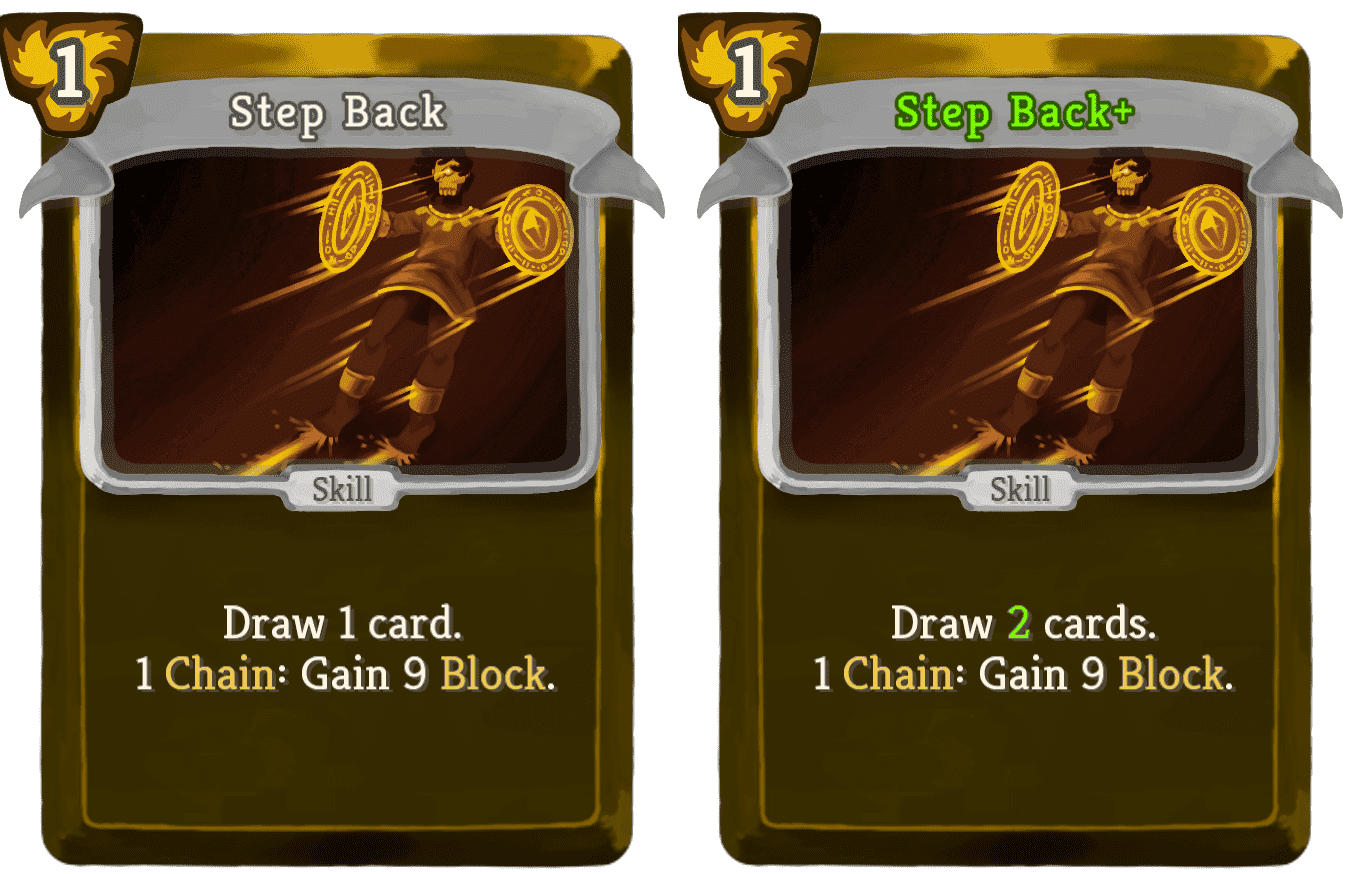 1
Step Back
Skill
Draw 1 card.
1 Chain: Gain 9 Block.
1
Step Back+
Skill
Draw 2 cards.
1 Chain: Gain 9 Block.